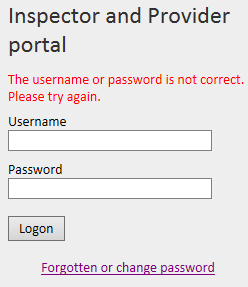 Inspector and Provider
portal
The username or password is not correct.
Please try again.
Username
Password
Logon
Forgotten or change password